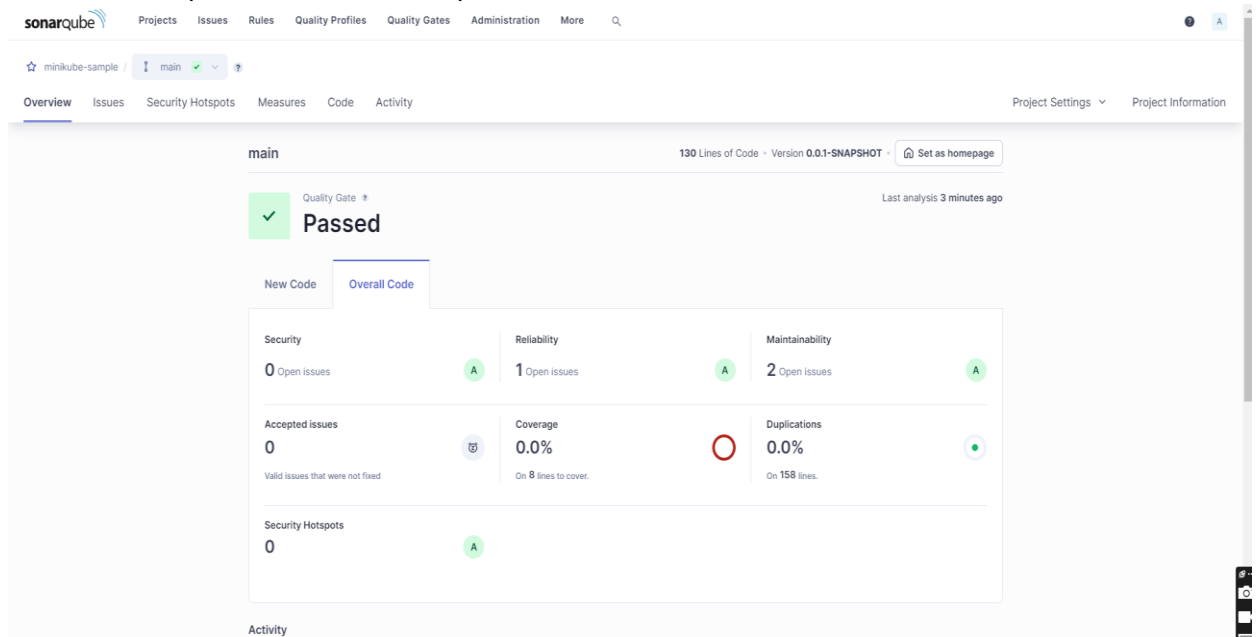 sonarqube Projects Issues Rules Quality Profiles Quality Gates Administration More A
minikube-sample / main
Overview Issues Security Hotspots Measures Code Activity Project Settings Project Information
main 130 Lines of Code • Version 0.0.1-SNAPSHOT • Set as homepage
Quality Gate Last analysis 3 minutes ago
Passed
New Code Overall Code
Security Reliability Maintainability
0 Open issues A 1 Open issues A 2 Open issues A
Accepted issues Coverage Duplications
0 0.0% 0.0%
Valid issues that were not fixed On 8 lines to cover. On 158 lines.
Security Hotspots
0 A
Activity